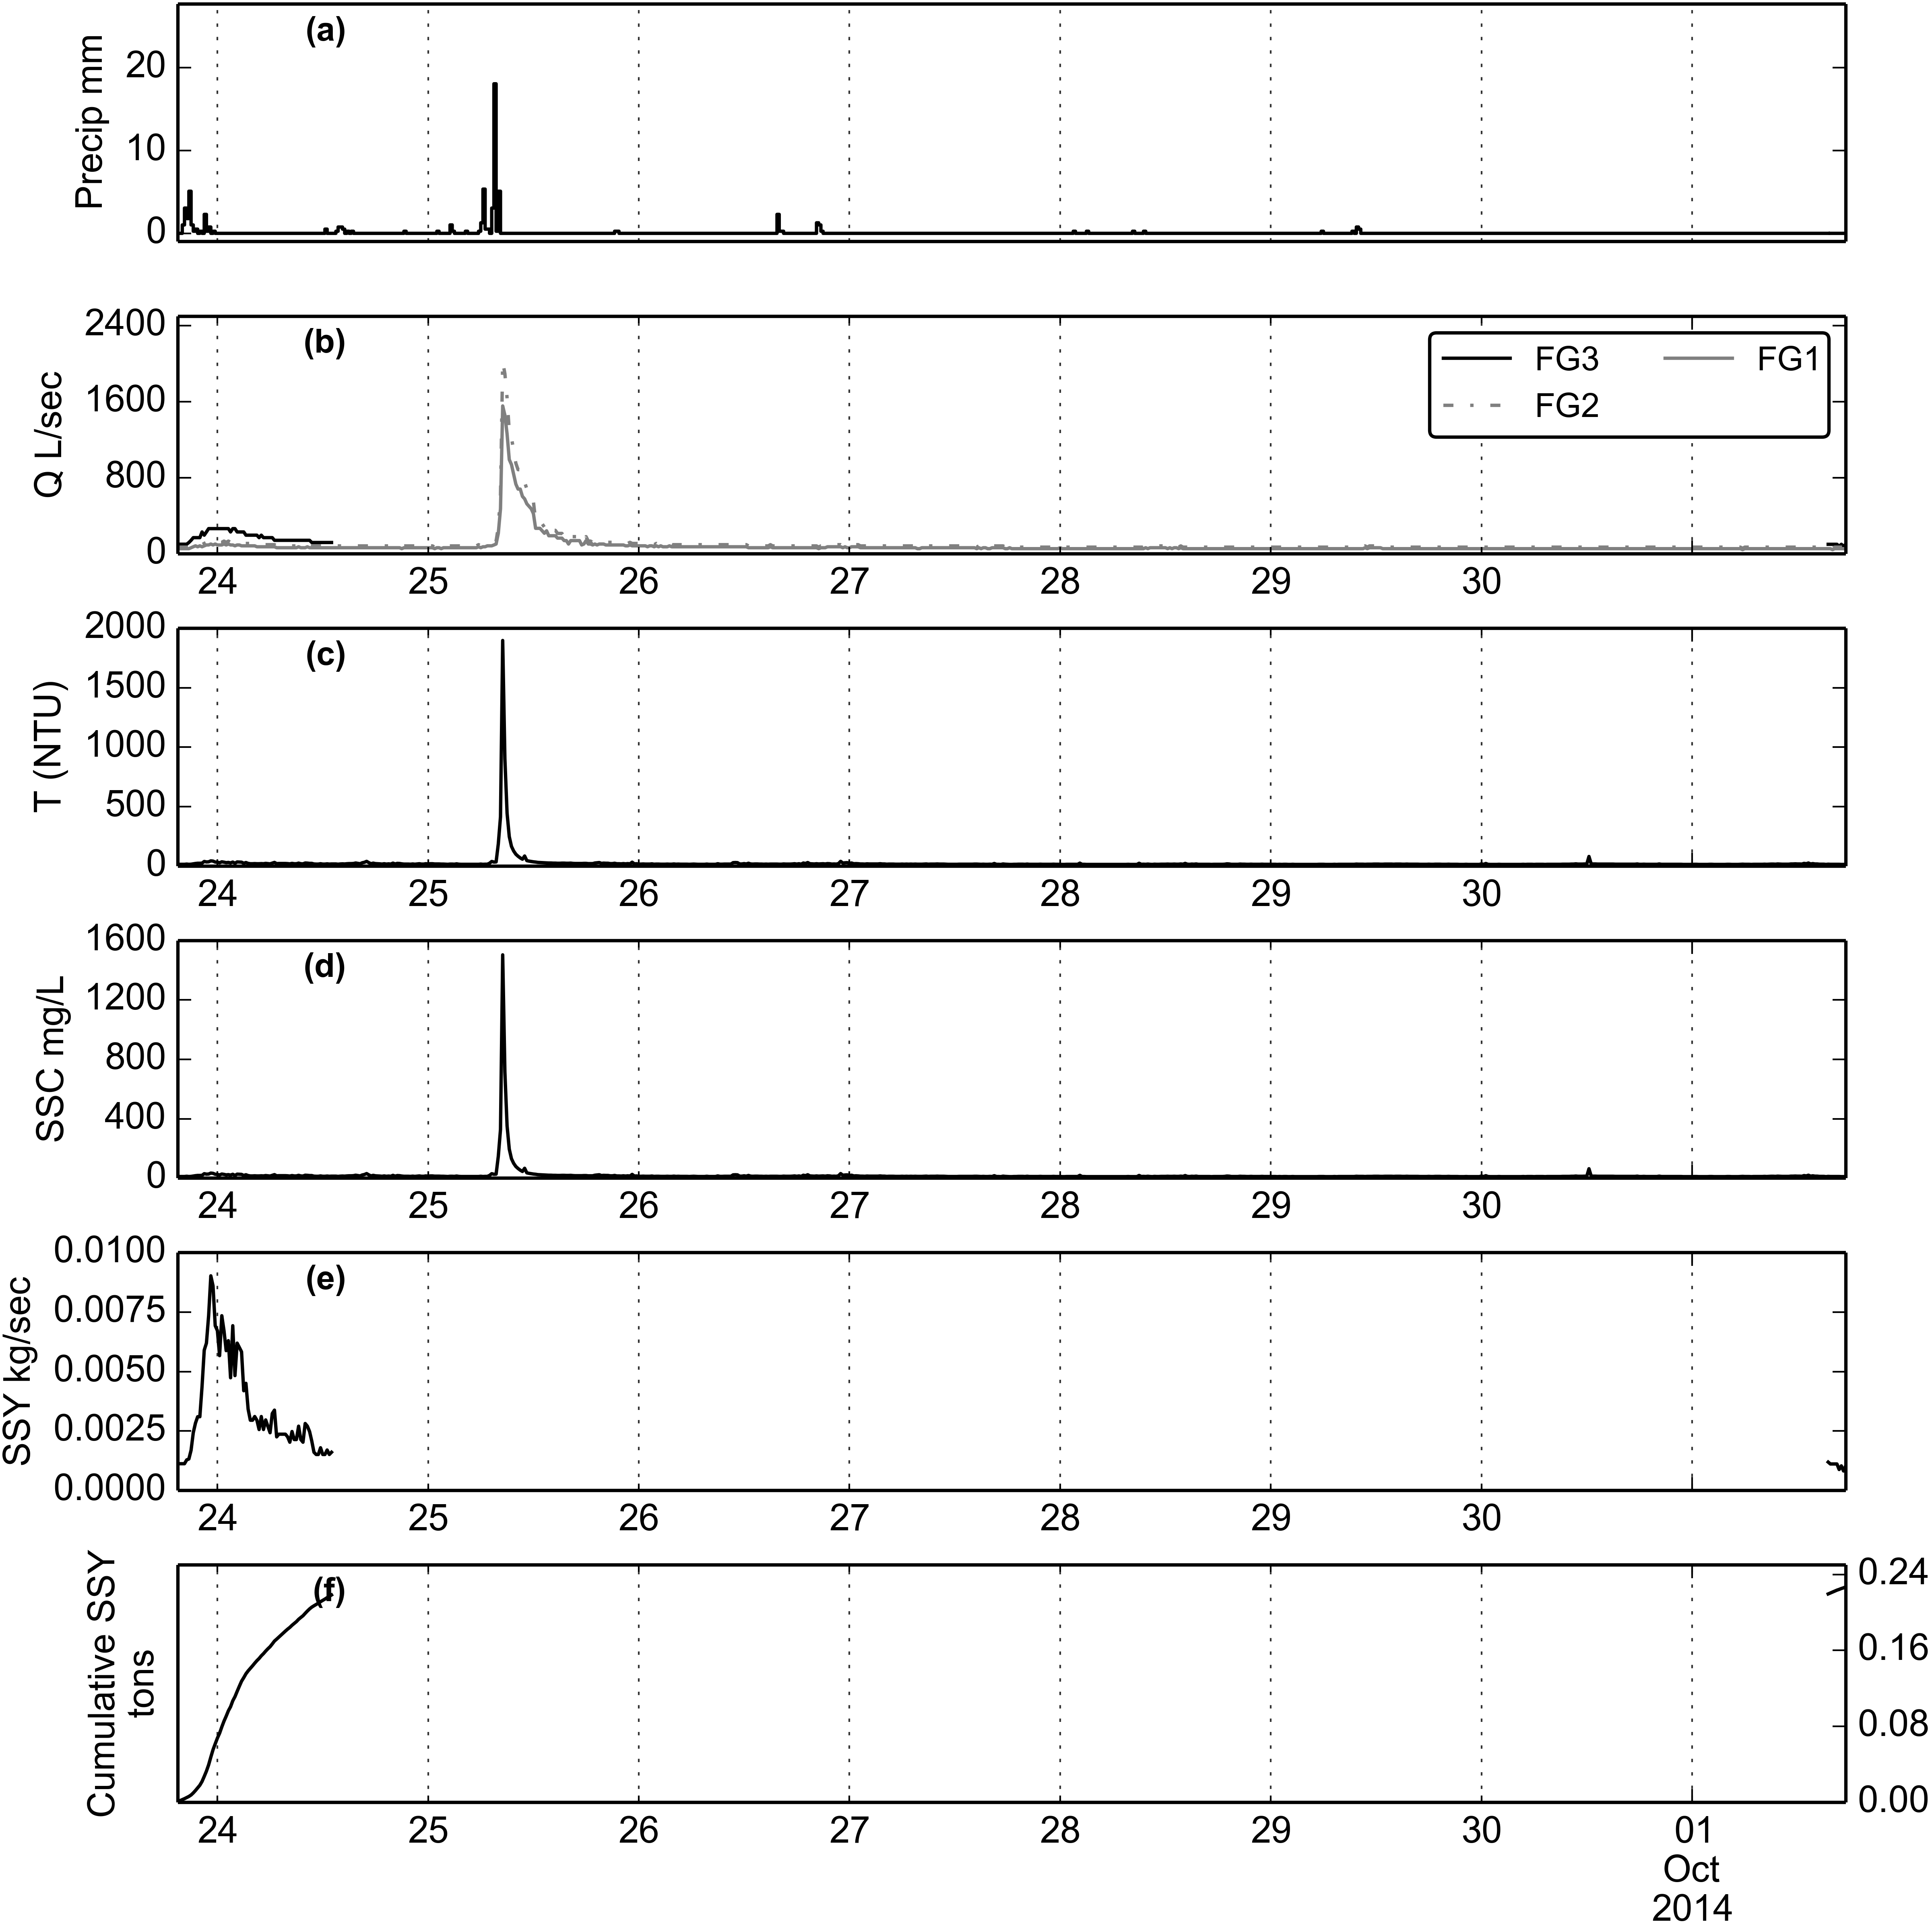 (a)
Precip mm
20
10
0
(b)
Q L/sec
2400
1600
800
0
FG3 FG1
FG2
24 25 26 27 28 29 30
(c)
T (NTU)
2000
1500
1000
500
0
24 25 26 27 28 29 30
(d)
SSC mg/L
1600
1200
800
400
0
24 25 26 27 28 29 30
(e)
SSY kg/sec
0.0100
0.0075
0.0050
0.0025
0.0000
24 25 26 27 28 29 30
(f)
Cumulative SSY
tons
0.24
0.16
0.08
0.00
24 25 26 27 28 29 30 01
Oct
2014